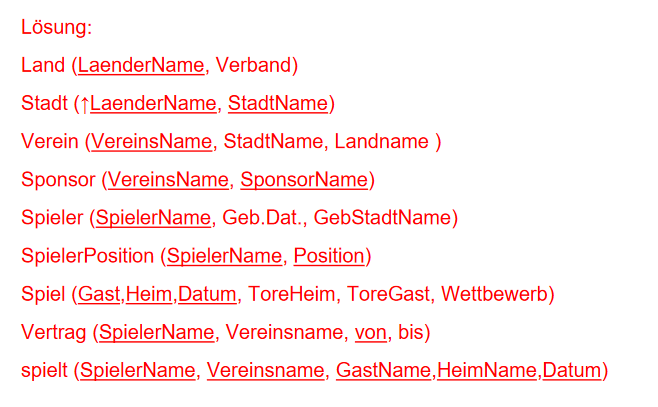 Lösung:
Land (LaenderName, Verband)
Stadt (↑LaenderName, StadtName)
Verein (VereinsName, StadtName, Landname )
Sponsor (VereinsName, SponsorName)
Spieler (SpielerName, Geb.Dat., GebStadtName)
SpielerPosition (SpielerName, Position)
Spiel (Gast,Heim,Datum, ToreHeim, ToreGast, Wettbewerb)
Vertrag (SpielerName, Vereinsname, von, bis)
spielt (SpielerName, Vereinsname, GastName,HeimName,Datum)